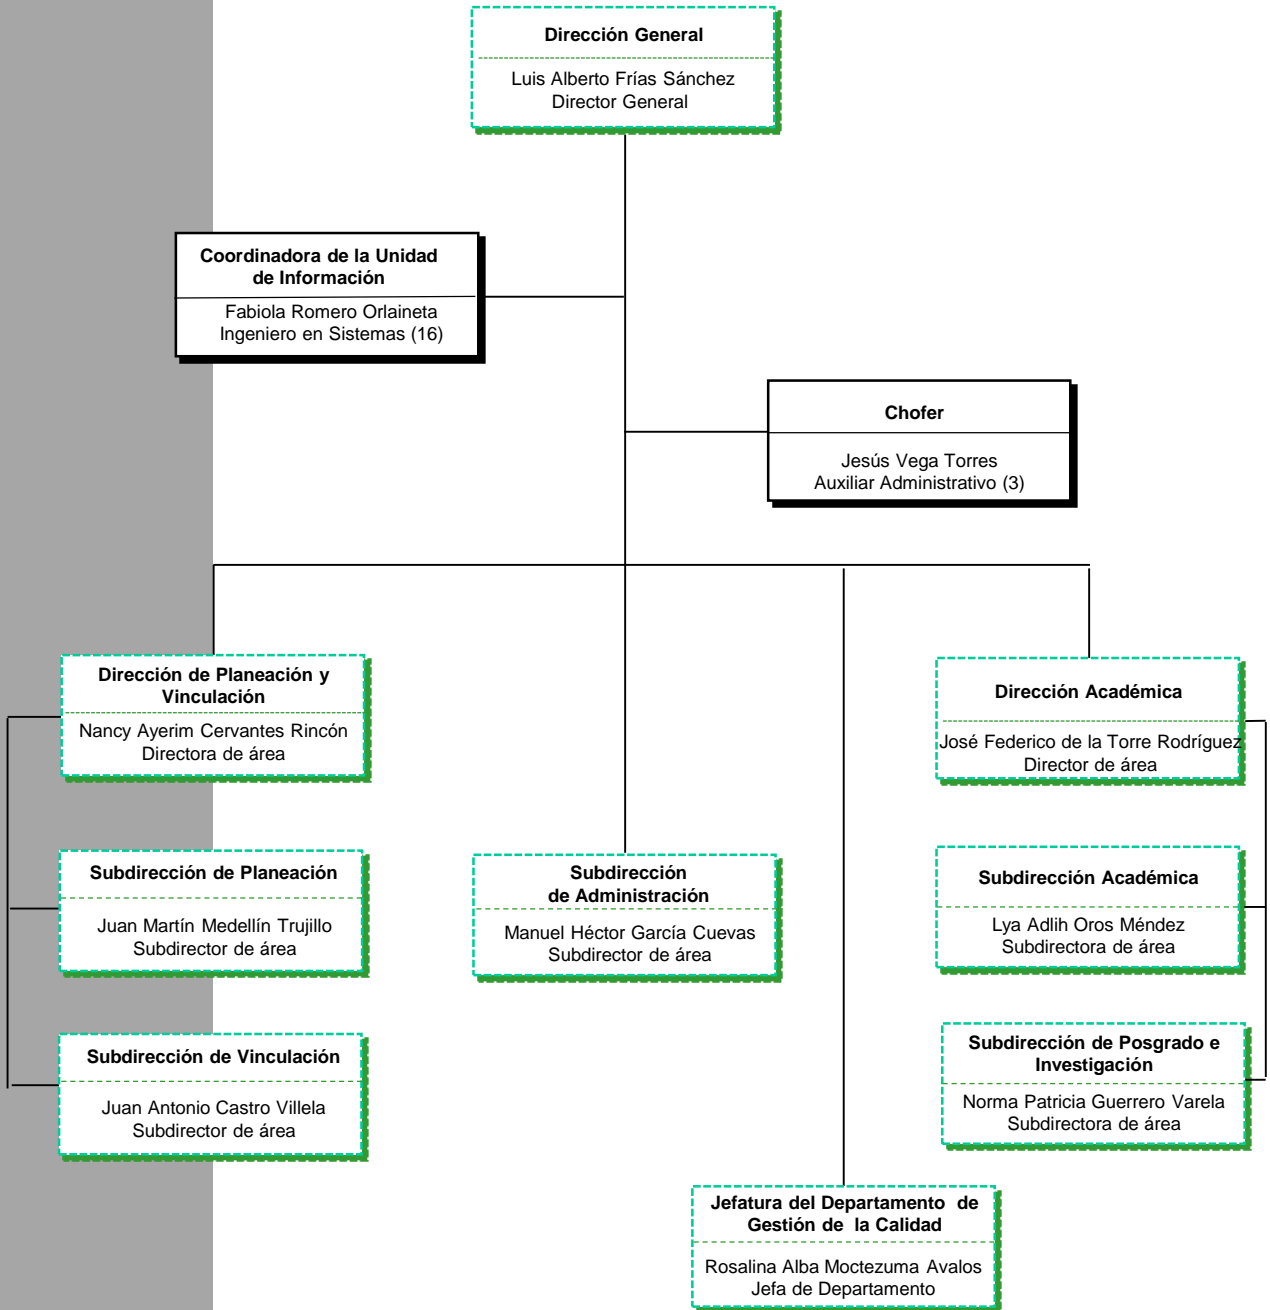 Dirección General
Luis Alberto Frías Sánchez
Director General
Coordinadora de la Unidad
de Información
Fabiola Romero Orlaineta
Ingeniero en Sistemas (16)
Chofer
Jesús Vega Torres
Auxiliar Administrativo (3)
Dirección de Planeación y
Vinculación
Nancy Ayerim Cervantes Rincón
Directora de área
Dirección Académica
José Federico de la Torre Rodríguez
Director de área
Subdirección de Planeación
Juan Martín Medellín Trujillo
Subdirector de área
Subdirección
de Administración
Manuel Héctor García Cuevas
Subdirector de área
Subdirección Académica
Lya Adlih Oros Méndez
Subdirectora de área
Subdirección de Vinculación
Juan Antonio Castro Villela
Subdirector de área
Subdirección de Posgrado e
Investigación
Norma Patricia Guerrero Varela
Subdirectora de área
Jefatura del Departamento de
Gestión de la Calidad
Rosalina Alba Moctezuma Avalos
Jefa de Departamento